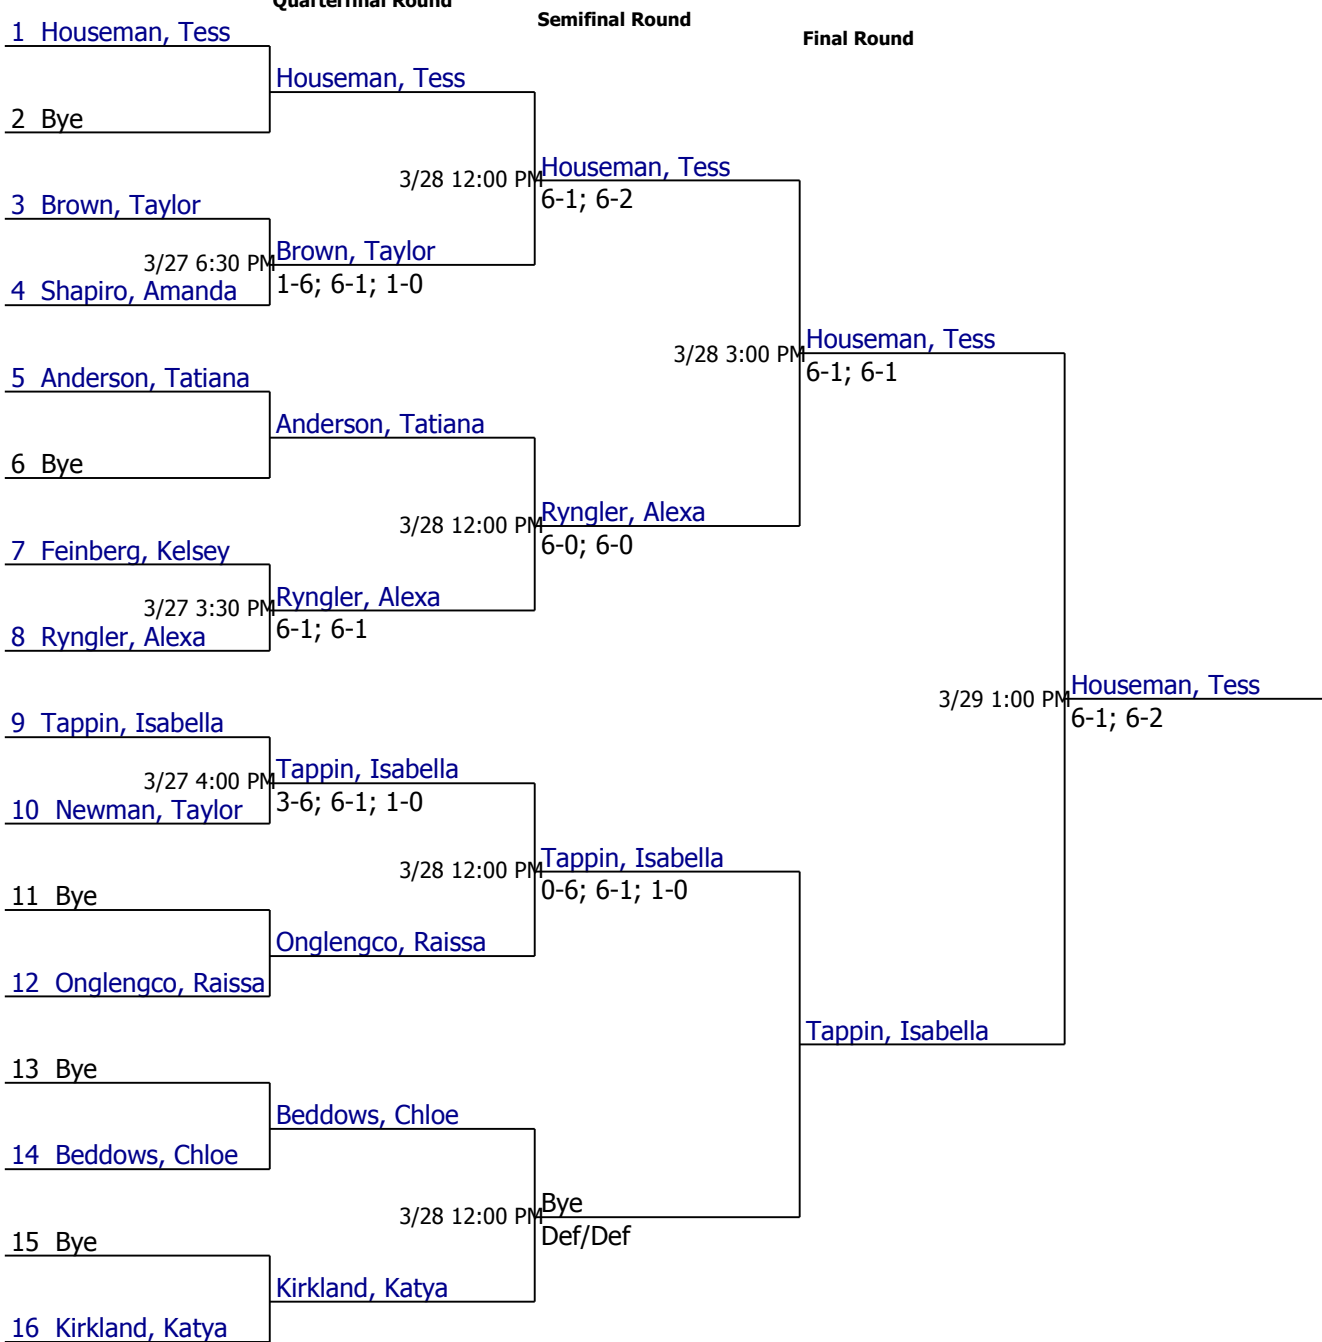 Quarterfinal Round
Semifinal Round
Final Round
1 Houseman, Tess
Houseman, Tess
2 Bye
3/28 12:00 PM
Houseman, Tess
6-1; 6-2
3 Brown, Taylor
3/27 6:30 PM
Brown, Taylor
1-6; 6-1; 1-0
4 Shapiro, Amanda
3/28 3:00 PM
Houseman, Tess
6-1; 6-1
5 Anderson, Tatiana
Anderson, Tatiana
6 Bye
3/28 12:00 PM
Ryngler, Alexa
6-0; 6-0
7 Feinberg, Kelsey
3/27 3:30 PM
Ryngler, Alexa
6-1; 6-1
8 Ryngler, Alexa
3/29 1:00 PM
Houseman, Tess
6-1; 6-2
9 Tappin, Isabella
3/27 4:00 PM
Tappin, Isabella
3-6; 6-1; 1-0
10 Newman, Taylor
3/28 12:00 PM
Tappin, Isabella
0-6; 6-1; 1-0
11 Bye
Onglengco, Raissa
12 Onglengco, Raissa
Tappin, Isabella
13 Bye
Beddows, Chloe
14 Beddows, Chloe
3/28 12:00 PM
Bye
Def/Def
15 Bye
Kirkland, Katya
16 Kirkland, Katya